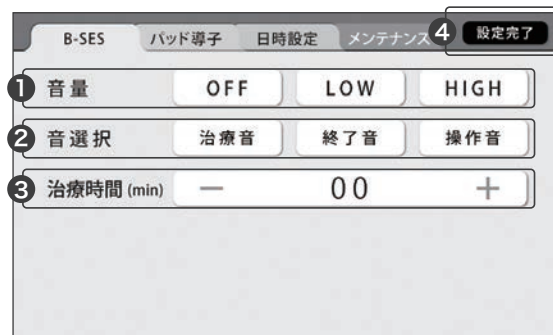 B-SES パッド導子 日時設定 メンテナンス 4 設定完了
1 音量 OFF LOW HIGH
2 音選択 治療音 終了音 操作音
3 治療時間 (min) − 00 +